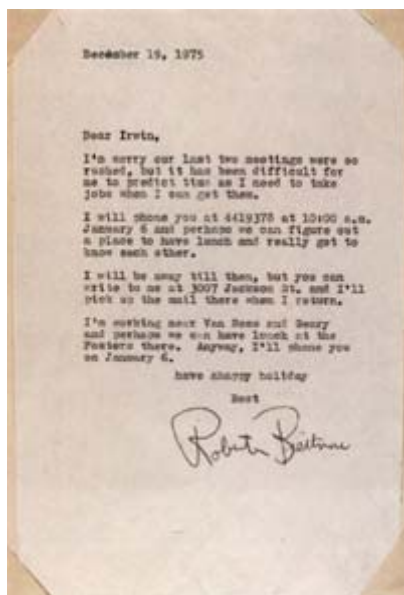 December 19, 1975
Dear Irwin,
I'm sorry our last two meetings were so
rushed, but it has been difficult for
me to predict time as I need to take
jobs when I can get them.
I will phone you at 4419378 at 10:00 a.m.
January 6 and perhaps we can figure out
a place to have lunch and really get to
know each other.
I will be away till then, but you can
write to me at 3007 Jackson St. and I'll
pick up the mail there when I return.
I'm working near Van Ness and Geary
and perhaps we can have lunch at the
Fosters there. Anyway, I'll phone you
on January 6.
have ahappy holiday
Best
Roberta Breitmore